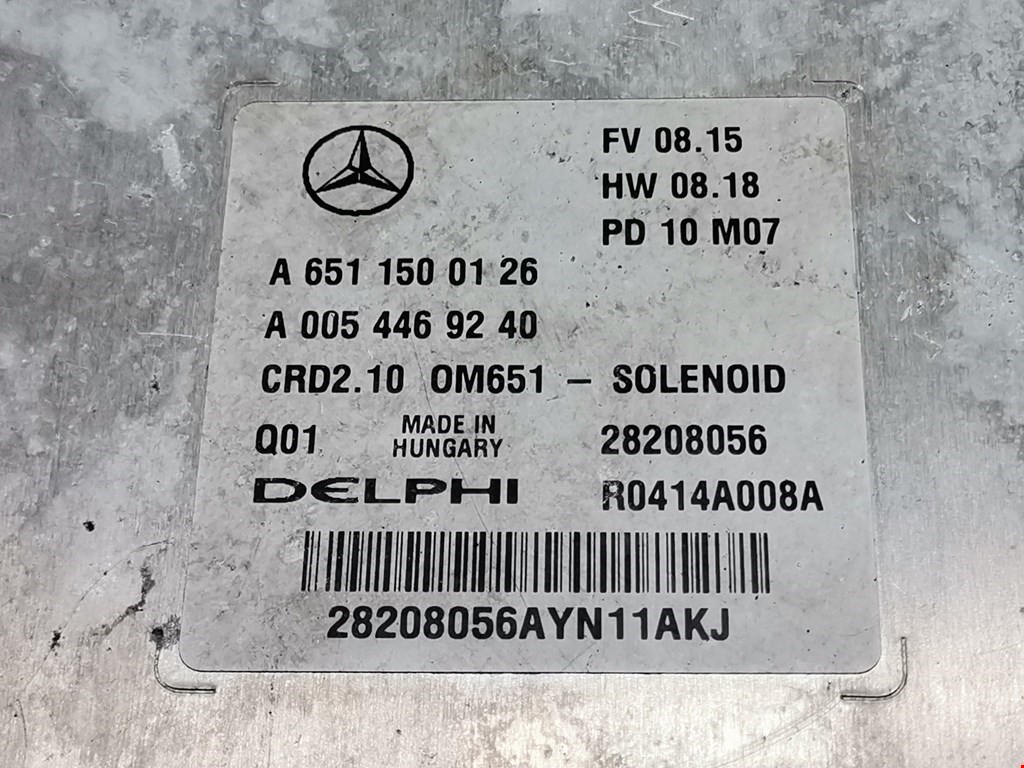 FV 08.15
HW 08.18
PD 10 M07
A 651 150 01 26
A 005 446 92 40
CRD2.10 OM651 – SOLENOID
Q01 MADE IN HUNGARY 28208056
DELPHI R0414A008A
28208056AYN11AKJ